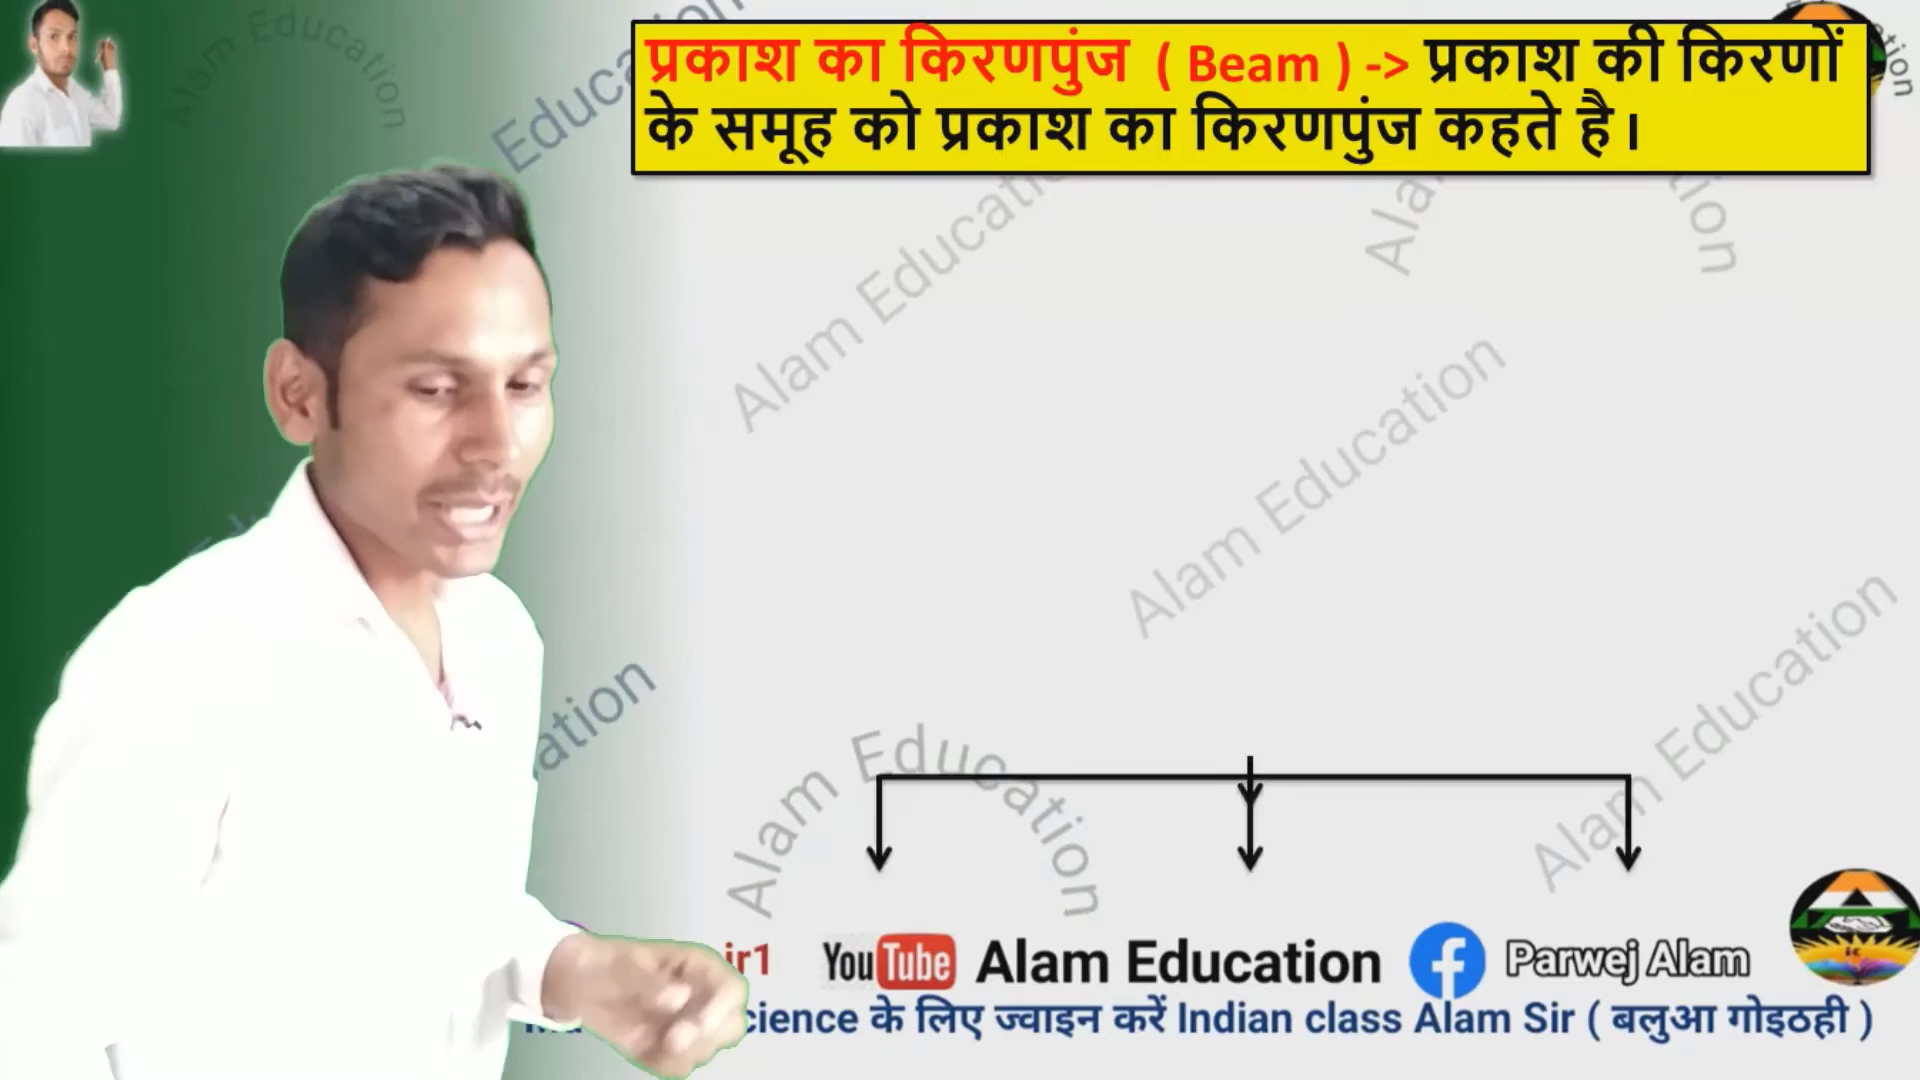 प्रकाश का किरणपुंज ( Beam ) -> प्रकाश की किरणों
के समूह को प्रकाश का किरणपुंज कहते है।
Alam Education
Alam Education
Alam Education
Alam Education
Alam Education
ir1 YouTube Alam Education Parwej Alam
के लिए ज्वाइन करें Indian class Alam Sir ( बलुआ गोइठही )